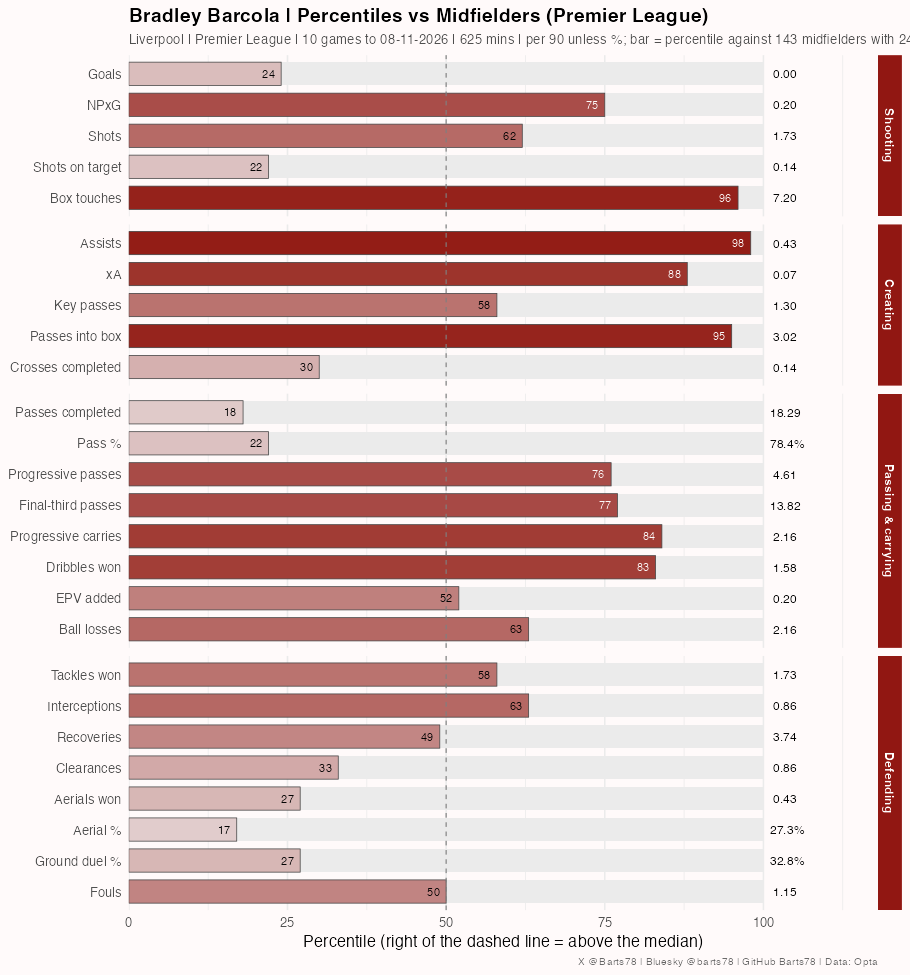 Bradley Barcola | Percentiles vs Midfielders (Premier League)
Liverpool | Premier League | 10 games to 08-11-2026 | 625 mins | per 90 unless %; bar = percentile against 143 midfielders with 24
Goals 24 0.00
NPxG 75 0.20
Shots 62 1.73
Shots on target 22 0.14
Box touches 96 7.20
Shooting
Assists 98 0.43
xA 88 0.07
Key passes 58 1.30
Passes into box 95 3.02
Crosses completed 30 0.14
Creating
Passes completed 18 18.29
Pass % 22 78.4%
Progressive passes 76 4.61
Final-third passes 77 13.82
Progressive carries 84 2.16
Dribbles won 83 1.58
EPV added 52 0.20
Ball losses 63 2.16
Passing & carrying
Tackles won 58 1.73
Interceptions 63 0.86
Recoveries 49 3.74
Clearances 33 0.86
Aerials won 27 0.43
Aerial % 17 27.3%
Ground duel % 27 32.8%
Fouls 50 1.15
Defending
0 25 50 75 100
Percentile (right of the dashed line = above the median)
X @Barts78 | Bluesky @barts78 | GitHub Barts78 | Data: Opta